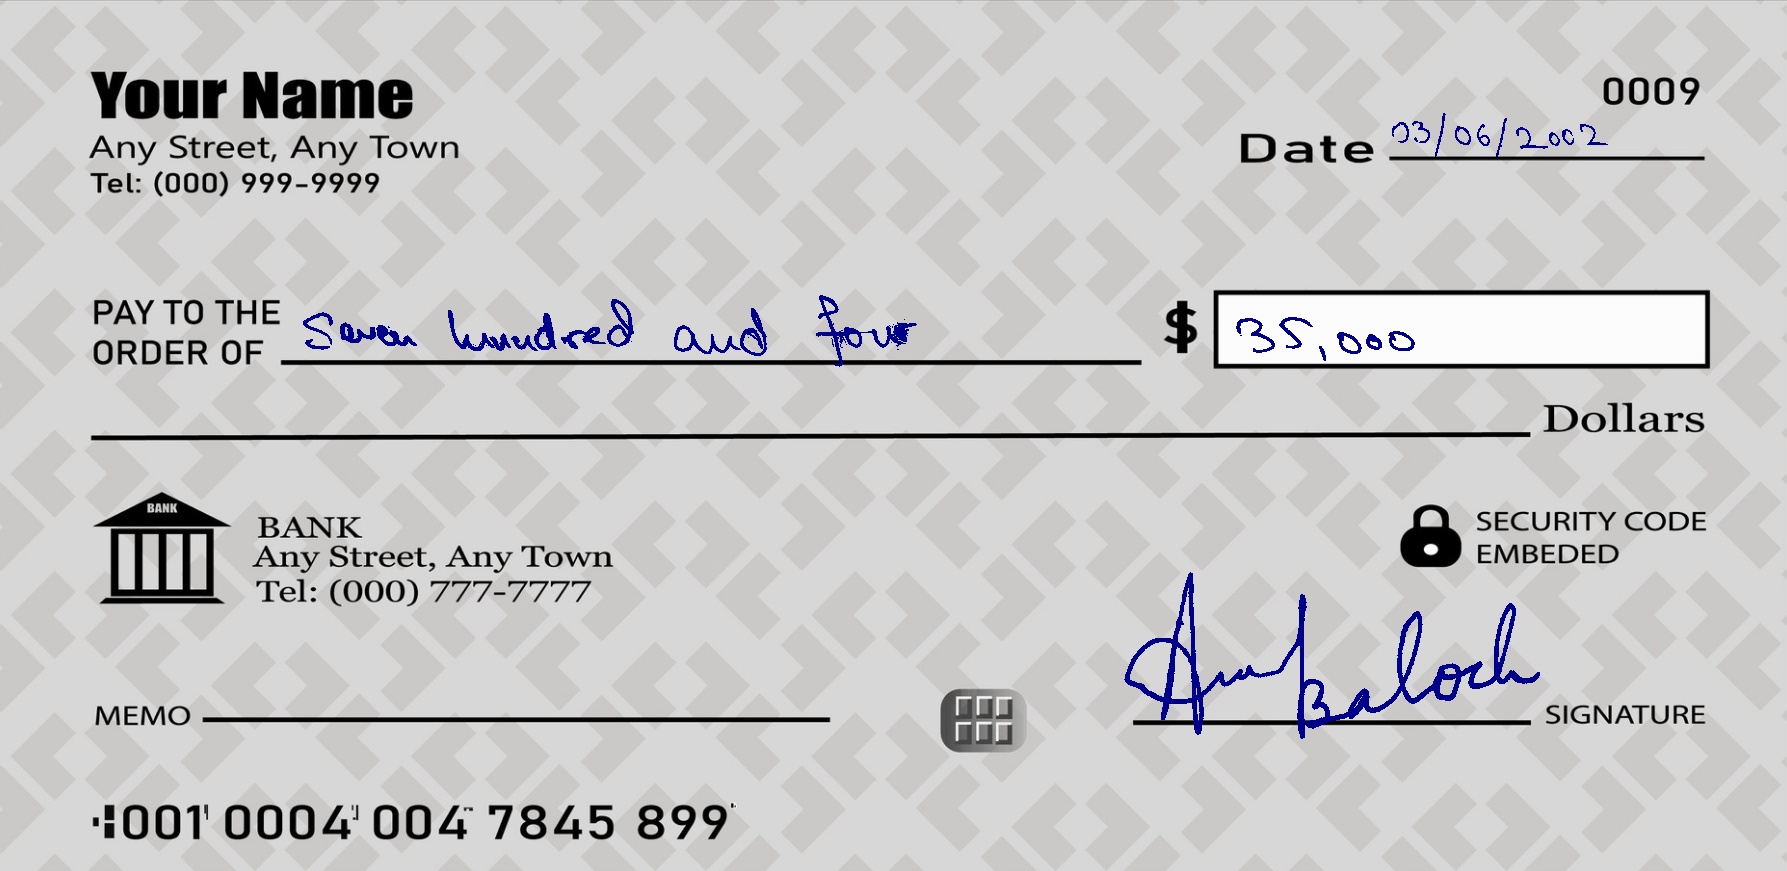 Your Name
0009
Any Street, Any Town
Date 03/06/2002
Tel: (000) 999-9999
PAY TO THE
ORDER OF Seven hundred and four $ 35,000
Dollars
BANK
BANK
Any Street, Any Town
Tel: (000) 777-7777
SECURITY CODE
EMBEDED
MEMO
Baloch SIGNATURE
001 0004 004 7845 899